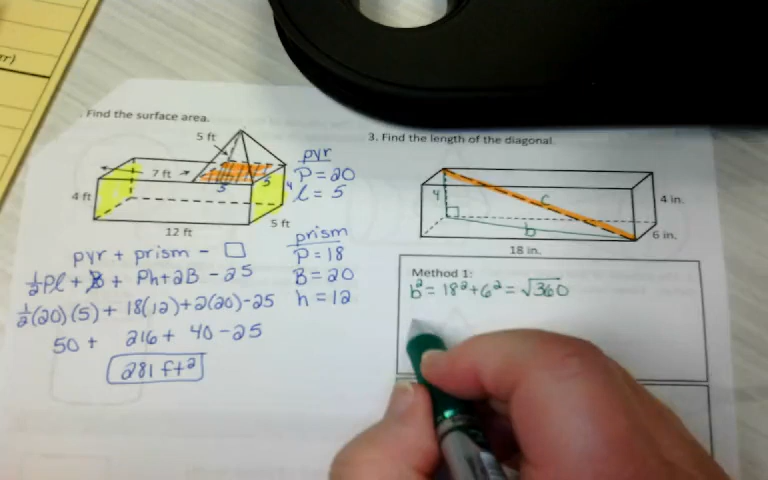 . Find the surface area.
5 ft
7 ft
4 ft
5
5
12 ft
5 ft
pyr
P = 20
l = 5
pyr + prism - □
½Pl + B + Ph + 2B - 25
½(20)(5) + 18(12) + 2(20) - 25
50 + 216 + 40 - 25
281 ft²
prism
P = 18
B = 20
h = 12
3. Find the length of the diagonal.
4
c
b
4 in.
6 in.
18 in.
Method 1:
b² = 18² + 6² = √360